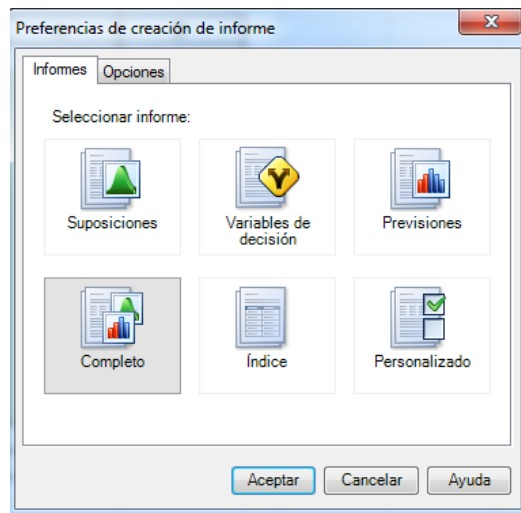 Preferencias de creación de informe
Informes
Opciones
Seleccionar informe:
Suposiciones
Variables de
decisión
Previsiones
Completo
Índice
Personalizado
Aceptar
Cancelar
Ayuda